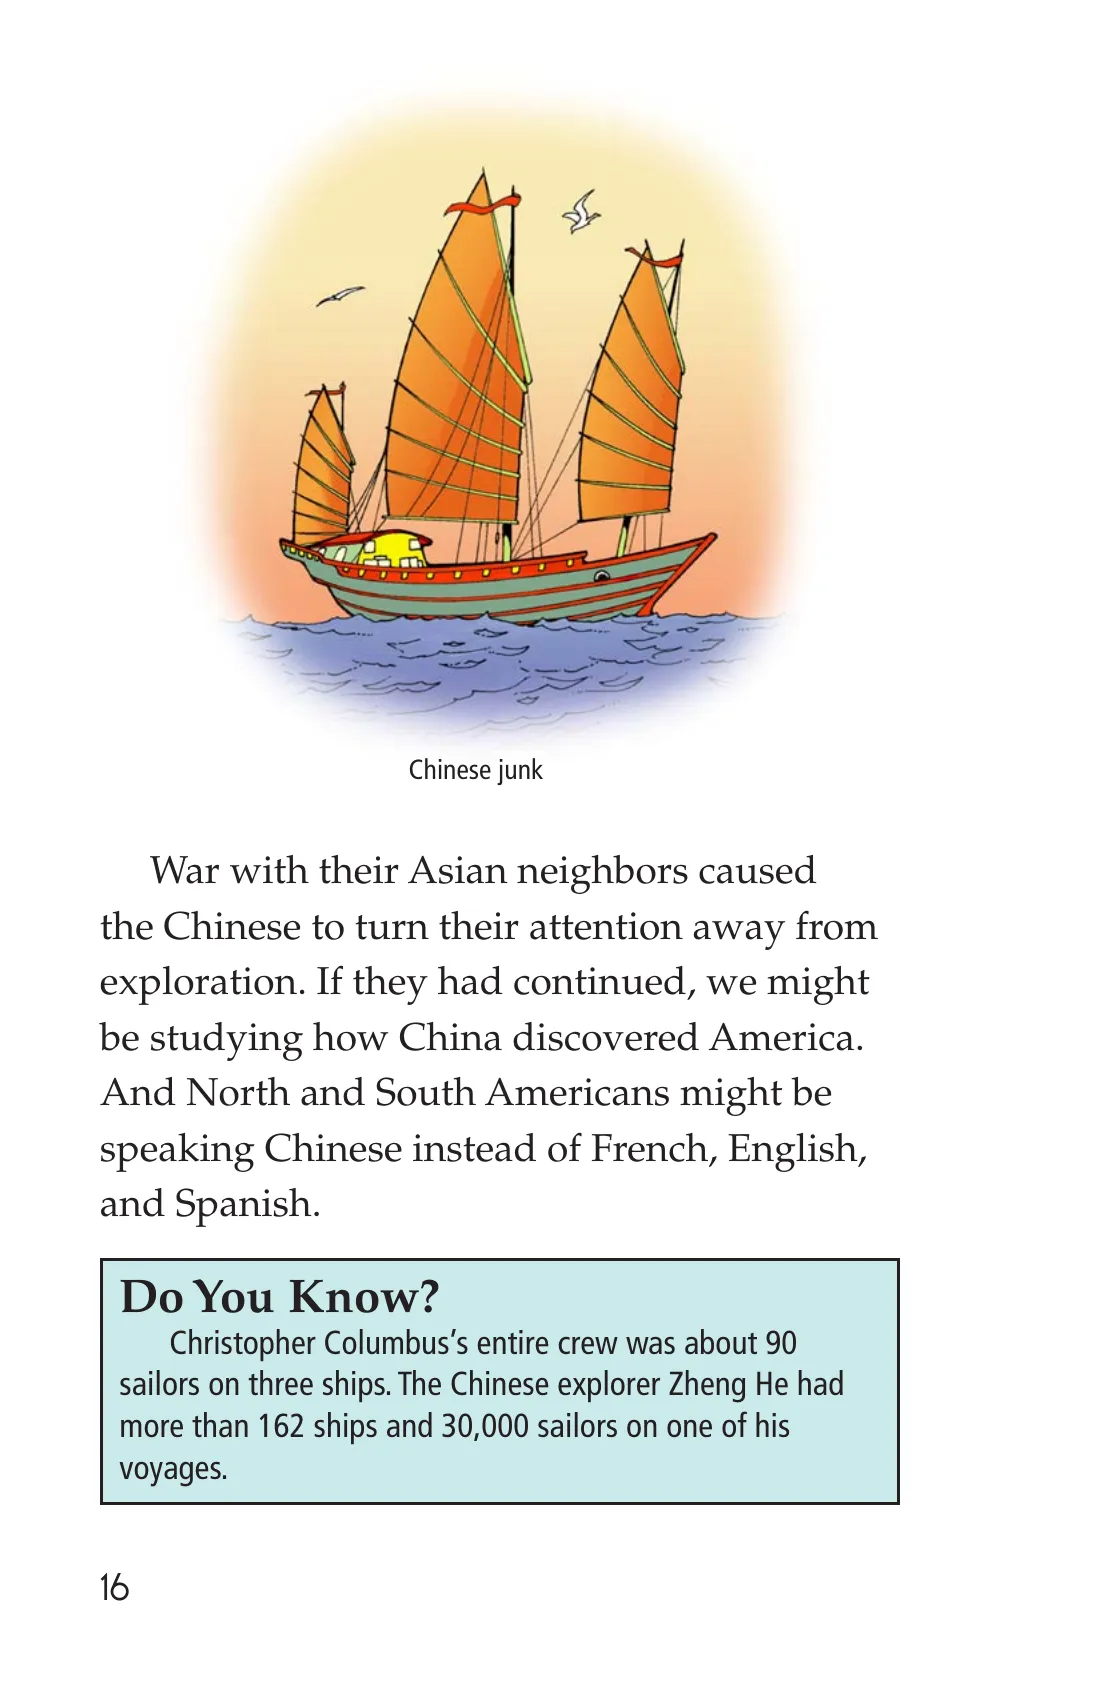 Chinese junk
War with their Asian neighbors caused
the Chinese to turn their attention away from
exploration. If they had continued, we might
be studying how China discovered America.
And North and South Americans might be
speaking Chinese instead of French, English,
and Spanish.
Do You Know?
Christopher Columbus’s entire crew was about 90
sailors on three ships. The Chinese explorer Zheng He had
more than 162 ships and 30,000 sailors on one of his
voyages.
16